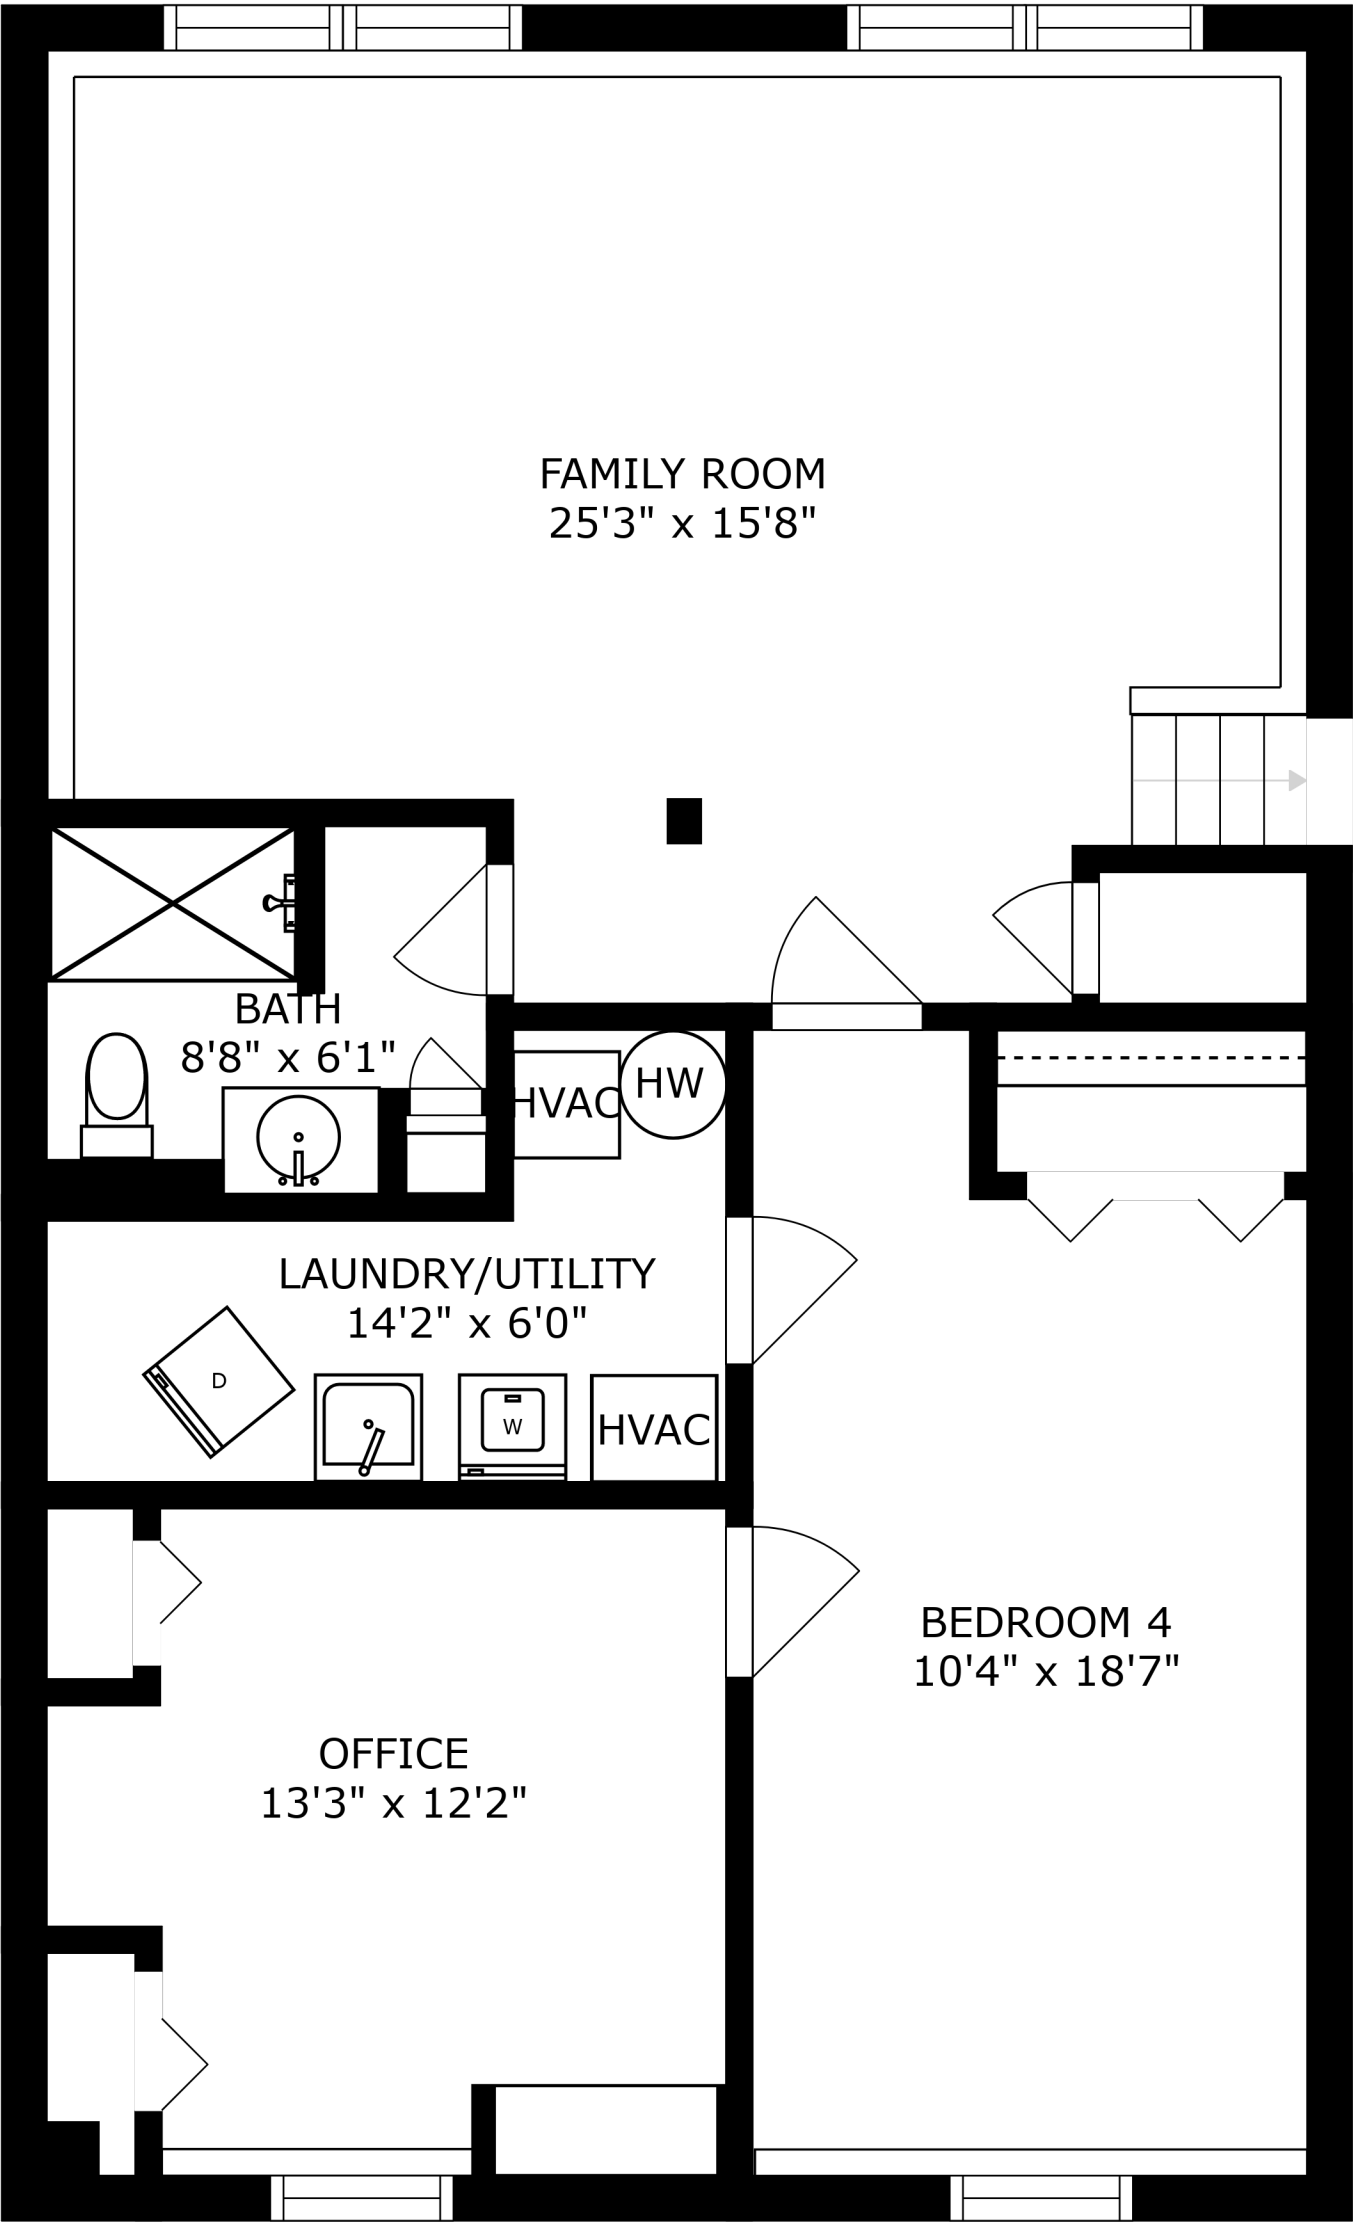 FAMILY ROOM
25'3" x 15'8"
BATH
8'8" x 6'1"
HVAC
HW
LAUNDRY/UTILITY
14'2" x 6'0"
D
W
HVAC
BEDROOM 4
10'4" x 18'7"
OFFICE
13'3" x 12'2"